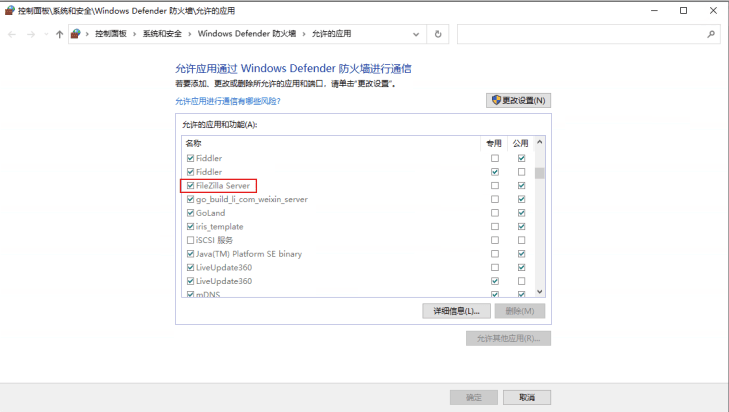 控制面板\系统和安全\Windows Defender 防火墙\允许的应用
控制面板 › 系统和安全 › Windows Defender 防火墙 › 允许的应用
允许应用通过 Windows Defender 防火墙进行通信
若要添加、更改或删除所允许的应用和端口，请单击"更改设置"。
允许应用进行通信有哪些风险?
更改设置(N)
允许的应用和功能(A):
名称 专用 公用
Fiddler
Fiddler
FileZilla Server
go_build_li_com_weixin_server
GoLand
iris_template
iSCSI 服务
Java(TM) Platform SE binary
LiveUpdate360
LiveUpdate360
mDNS
详细信息(L)... 删除(M)
允许其他应用(R)...
确定 取消